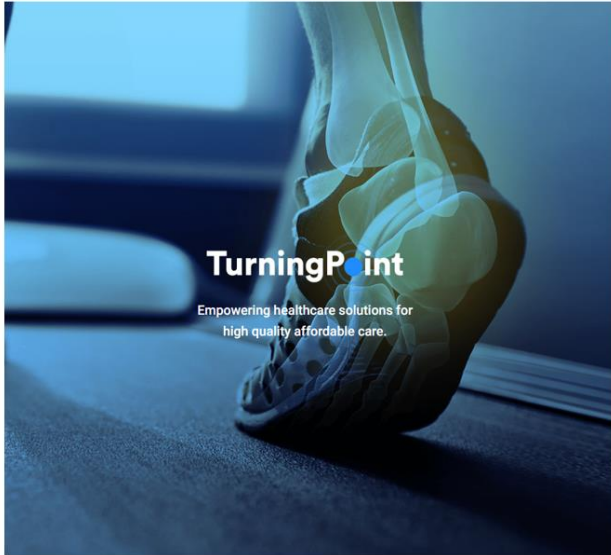 TurningPoint
Empowering healthcare solutions for
high quality affordable care.